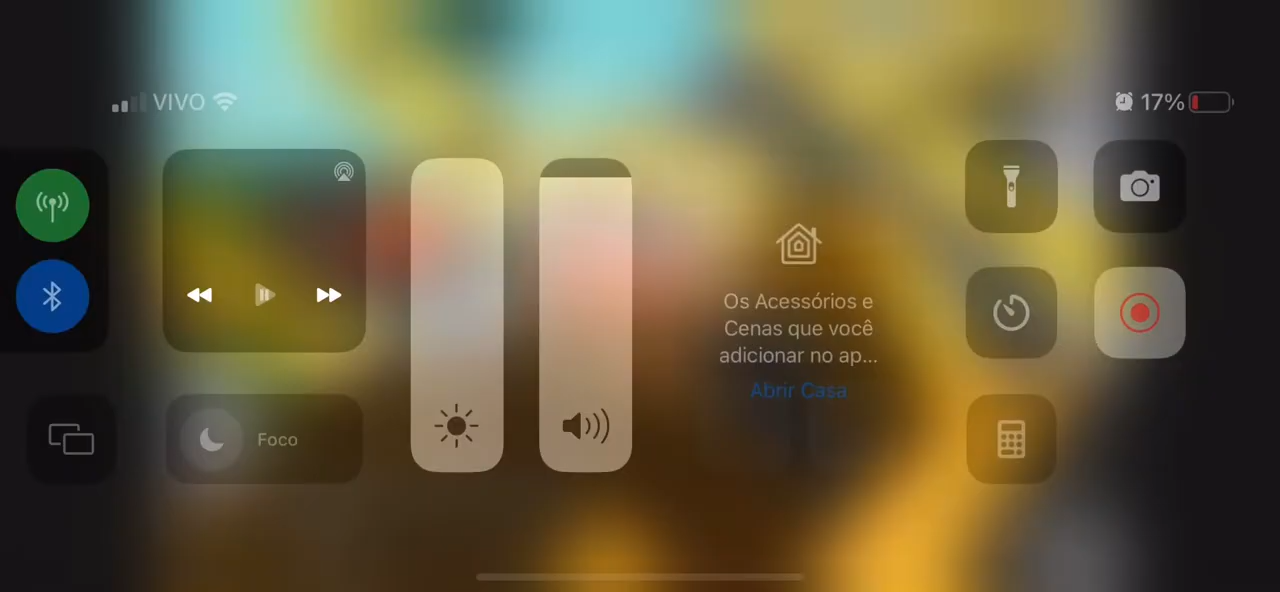 VIVO
17%
Os Acessórios e
Cenas que você
adicionar no ap...
Abrir Casa
Foco